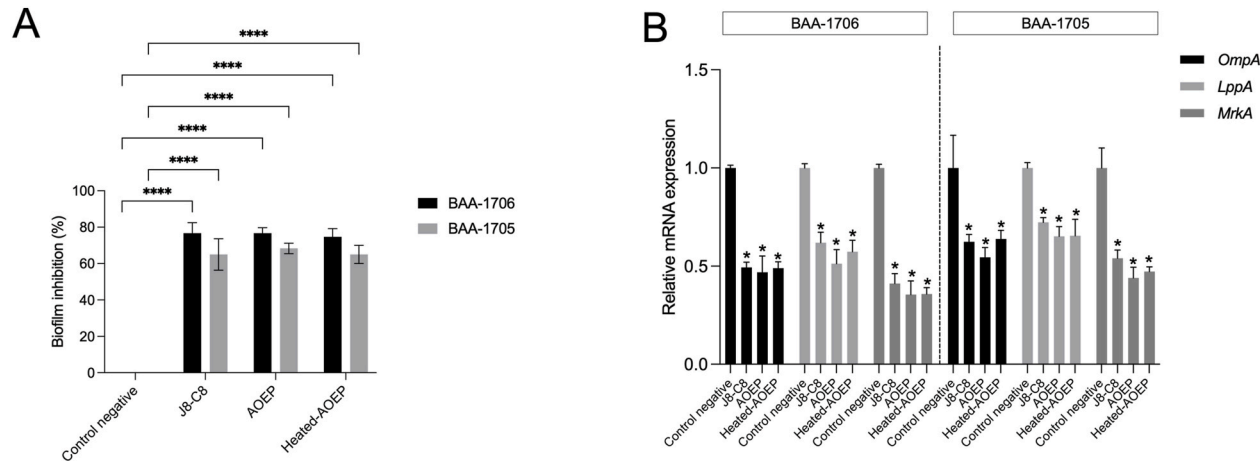 A
****
****
****
****
****
****
Biofilm inhibition (%)
100
80
60
40
20
0
Control negative
J8-C8
AOEP
Heated-AOEP
BAA-1706
BAA-1705
B
BAA-1706
BAA-1705
Relative mRNA expression
1.5
1.0
0.5
0.0
* * *
* * *
* * *
* * *
* * *
* * *
Control negative
J8-C8
AOEP
Heated-AOEP
Control negative
J8-C8
AOEP
Heated-AOEP
Control negative
J8-C8
AOEP
Heated-AOEP
Control negative
J8-C8
AOEP
Heated-AOEP
Control negative
J8-C8
AOEP
Heated-AOEP
Control negative
J8-C8
AOEP
Heated-AOEP
OmpA
LppA
MrkA